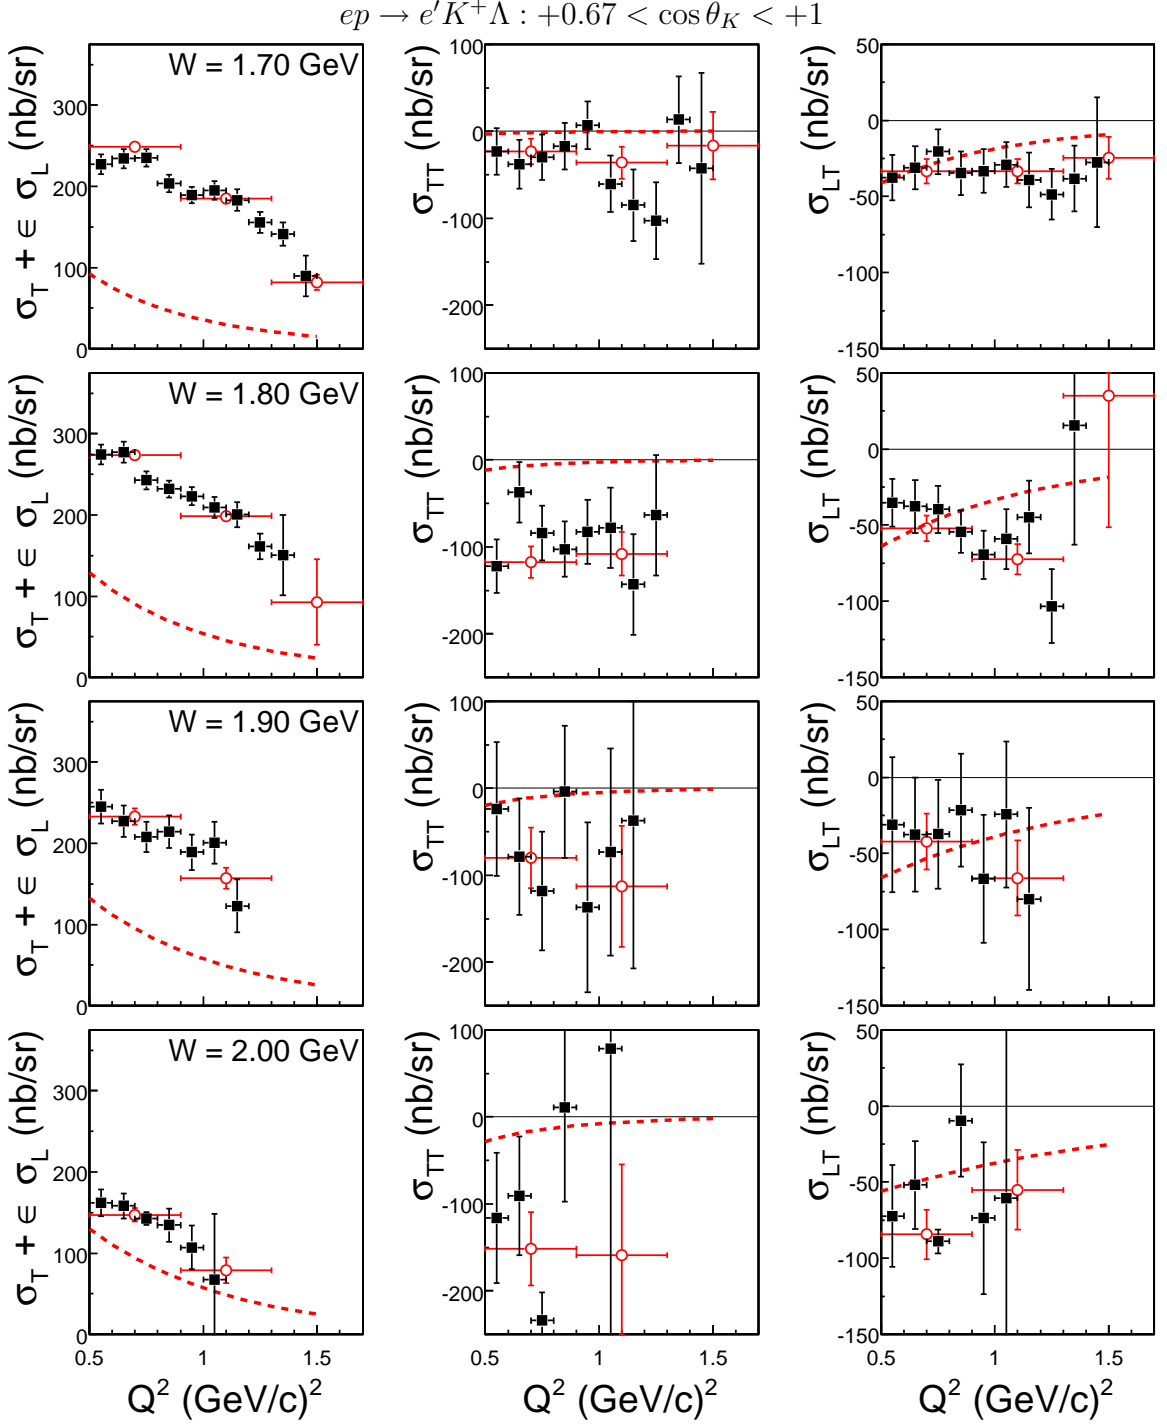 ep → e′K⁺Λ : +0.67 < cos θ_K < +1
W = 1.70 GeV
σ_T + ϵ σ_L (nb/sr)
0
100
200
300
σ_TT (nb/sr)
100
0
-100
-200
σ_LT (nb/sr)
50
0
-50
-100
-150
W = 1.80 GeV
σ_T + ϵ σ_L (nb/sr)
0
100
200
300
σ_TT (nb/sr)
100
0
-100
-200
σ_LT (nb/sr)
50
0
-50
-100
-150
W = 1.90 GeV
σ_T + ϵ σ_L (nb/sr)
0
100
200
300
σ_TT (nb/sr)
100
0
-100
-200
σ_LT (nb/sr)
50
0
-50
-100
-150
W = 2.00 GeV
σ_T + ϵ σ_L (nb/sr)
0
100
200
300
σ_TT (nb/sr)
100
0
-100
-200
σ_LT (nb/sr)
50
0
-50
-100
-150
0.5 1 1.5
0.5 1 1.5
0.5 1 1.5
Q² (GeV/c)²
Q² (GeV/c)²
Q² (GeV/c)²